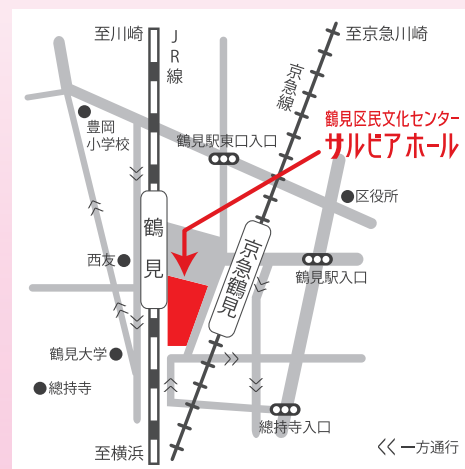 至川崎
JR線
至京急川崎
京急線
鶴見区民文化センター
サルビアホール
豊岡
小学校
鶴見駅東口入口
区役所
鶴見
京急鶴見
西友
鶴見駅入口
鶴見大学
總持寺
總持寺入口
至横浜
一方通行